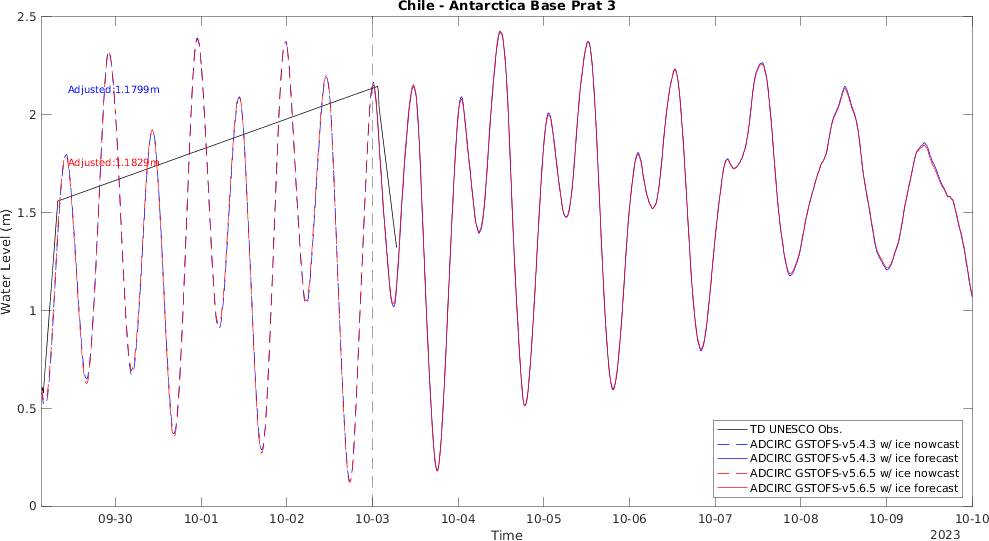 Chile - Antarctica Base Prat 3
2.5
2
1.5
1
0.5
0
Water Level (m)
Adjusted:1.1799m
Adjusted:1.1829m
TD UNESCO Obs.
ADCIRC GSTOFS-v5.4.3 w/ ice nowcast
ADCIRC GSTOFS-v5.4.3 w/ ice forecast
ADCIRC GSTOFS-v5.6.5 w/ ice nowcast
ADCIRC GSTOFS-v5.6.5 w/ ice forecast
09-30 10-01 10-02 10-03 10-04 10-05 10-06 10-07 10-08 10-09 10-10
Time
2023